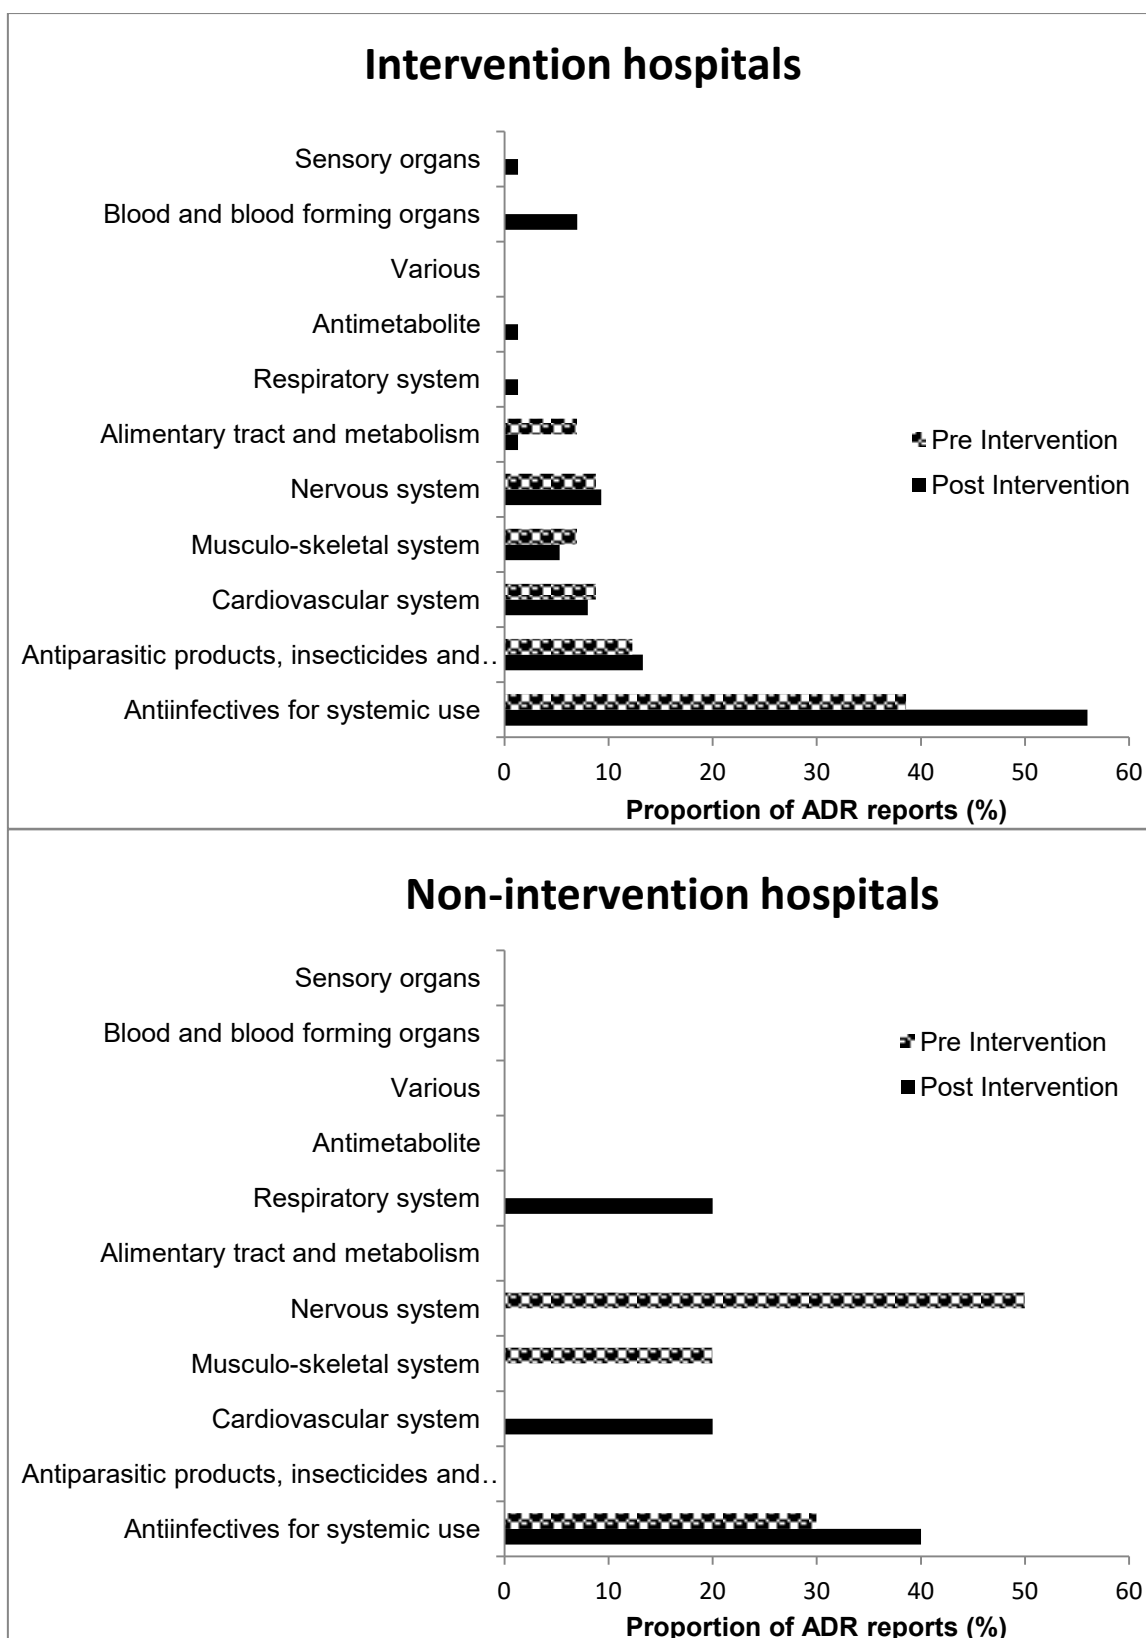 Intervention hospitals
Sensory organs
Blood and blood forming organs
Various
Antimetabolite
Respiratory system
Alimentary tract and metabolism
Nervous system
Musculo-skeletal system
Cardiovascular system
Antiparasitic products, insecticides and..
Antiinfectives for systemic use
Pre Intervention
Post Intervention
0 10 20 30 40 50 60
Proportion of ADR reports (%)
Non-intervention hospitals
Sensory organs
Blood and blood forming organs
Various
Antimetabolite
Respiratory system
Alimentary tract and metabolism
Nervous system
Musculo-skeletal system
Cardiovascular system
Antiparasitic products, insecticides and..
Antiinfectives for systemic use
Pre Intervention
Post Intervention
0 10 20 30 40 50 60
Proportion of ADR reports (%)